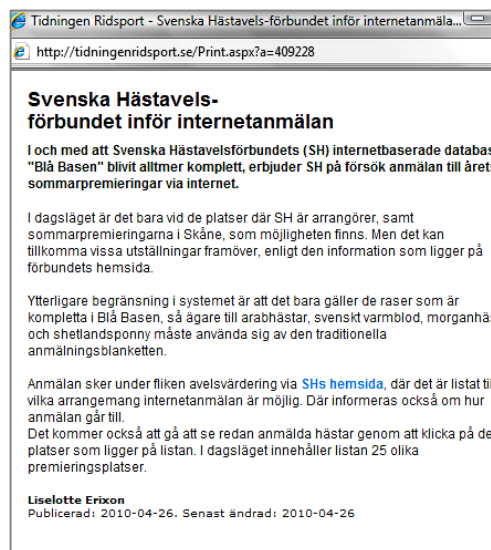 Tidningen Ridsport - Svenska Hästavels-förbundet inför internetanmäla...
http://tidningenridsport.se/Print.aspx?a=409228
Svenska Hästavels-
förbundet inför internetanmälan
I och med att Svenska Hästavelsförbundets (SH) internetbaserade databas
"Blå Basen" blivit alltmer komplett, erbjuder SH på försök anmälan till årets
sommarpremieringar via internet.
I dagsläget är det bara vid de platser där SH är arrangörer, samt
sommarpremieringarna i Skåne, som möjligheten finns. Men det kan
tillkomma vissa utställningar framöver, enligt den information som ligger på
förbundets hemsida.
Ytterligare begränsning i systemet är att det bara gäller de raser som är
kompletta i Blå Basen, så ägare till arabhästar, svenskt varmblod, morganhäs
och shetlandsponny måste använda sig av den traditionella
anmälningsblanketten.
Anmälan sker under fliken avelsvärdering via SHs hemsida, där det är listat til
vilka arrangemang internetanmälan är möjlig. Där informeras också om hur
anmälan går till.
Det kommer också att gå att se redan anmälda hästar genom att klicka på de
platser som ligger på listan. I dagsläget innehåller listan 25 olika
premieringsplatser.
Liselotte Erixon
Publicerad: 2010-04-26. Senast ändrad: 2010-04-26